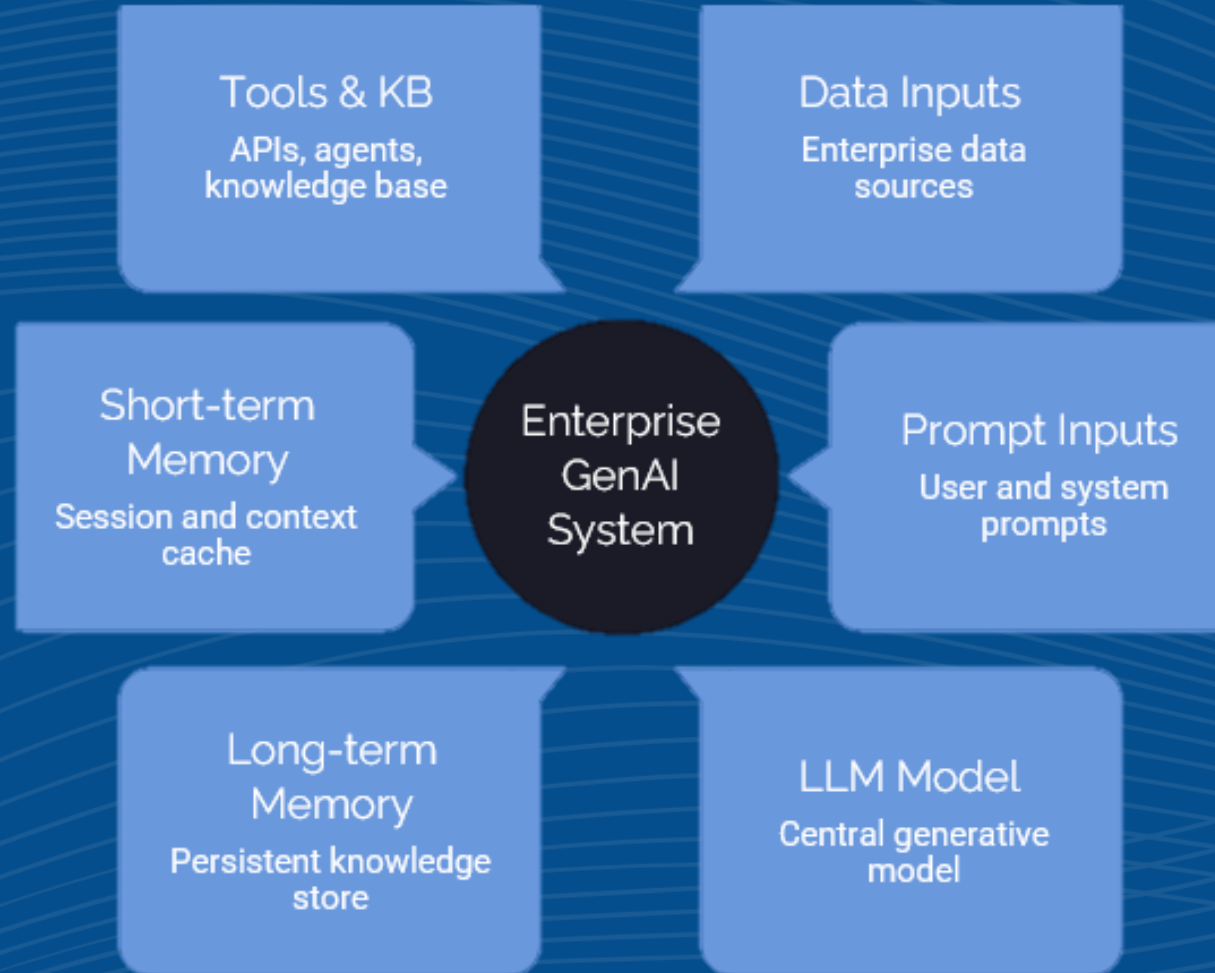 Tools & KB
APIs, agents,
knowledge base
Data Inputs
Enterprise data
sources
Short-term
Memory
Session and context
cache
Enterprise
GenAI
System
Prompt Inputs
User and system
prompts
Long-term
Memory
Persistent knowledge
store
LLM Model
Central generative
model